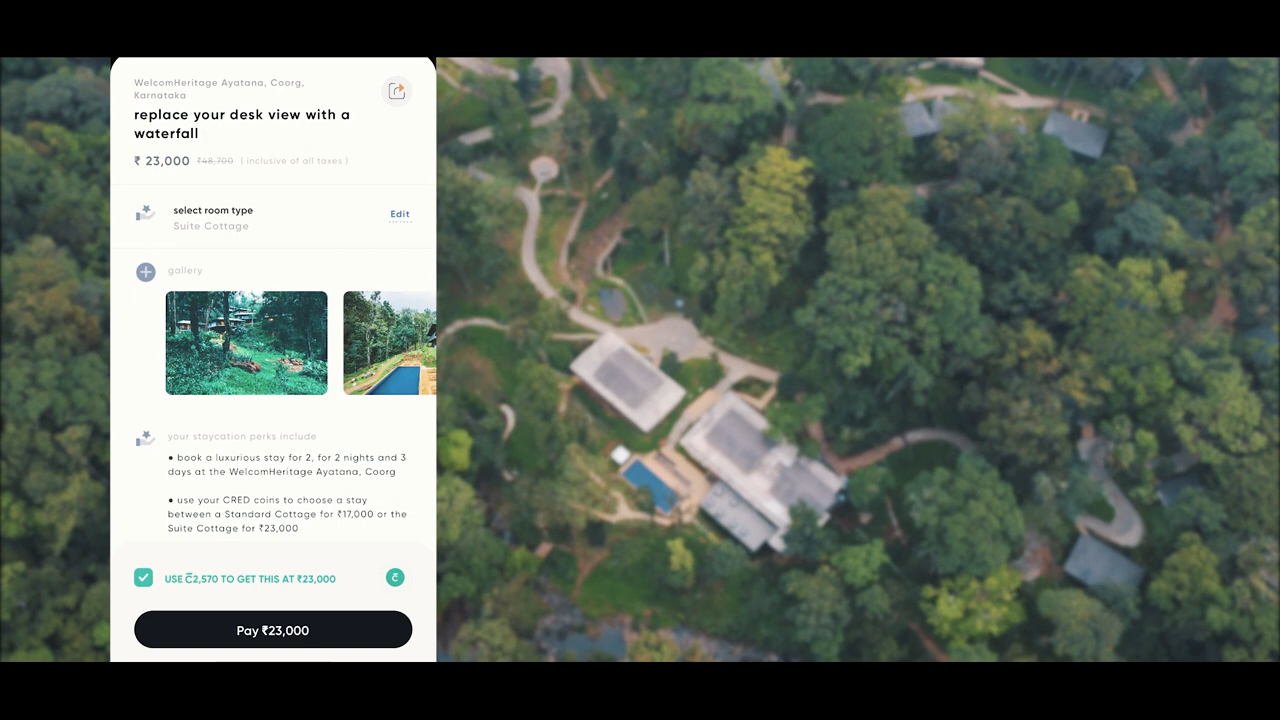 WelcomHeritage Ayatana, Coorg,
Karnataka
replace your desk view with a
waterfall
₹ 23,000 ₹48,700 ( inclusive of all taxes )
select room type
Edit
Suite Cottage
gallery
your staycation perks include
• book a luxurious stay for 2, for 2 nights and 3
days at the WelcomHeritage Ayatana, Coorg
• use your CRED coins to choose a stay
between a Standard Cottage for ₹17,000 or the
Suite Cottage for ₹23,000
USE C̅2,570 TO GET THIS AT ₹23,000
Pay ₹23,000